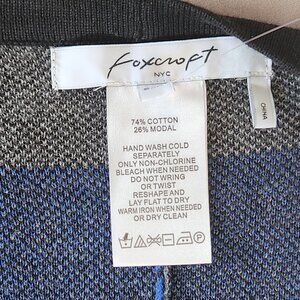 foxcroft
NYC
CHINA
74% COTTON
26% MODAL
HAND WASH COLD
SEPARATELY
ONLY NON-CHLORINE
BLEACH WHEN NEEDED
DO NOT WRING
OR TWIST
RESHAPE AND
LAY FLAT TO DRY
WARM IRON WHEN NEEDED
OR DRY CLEAN